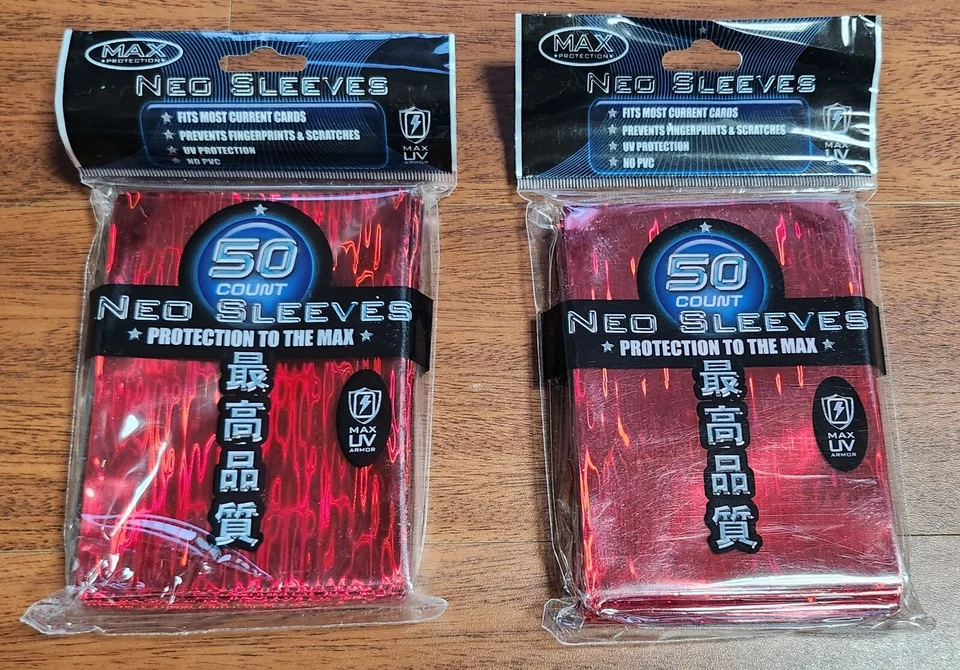 MAX
PROTECTION
NEO SLEEVES
FITS MOST CURRENT CARDS
PREVENTS FINGERPRINTS & SCRATCHES
UV PROTECTION
NO PVC
MAX
UV
ARMOR
50
COUNT
NEO SLEEVES
PROTECTION TO THE MAX
最高品質
MAX
UV
ARMOR
MAX
PROTECTION
NEO SLEEVES
FITS MOST CURRENT CARDS
PREVENTS FINGERPRINTS & SCRATCHES
UV PROTECTION
NO PVC
MAX
UV
ARMOR
50
COUNT
NEO SLEEVES
PROTECTION TO THE MAX
最高品質
MAX
UV
ARMOR